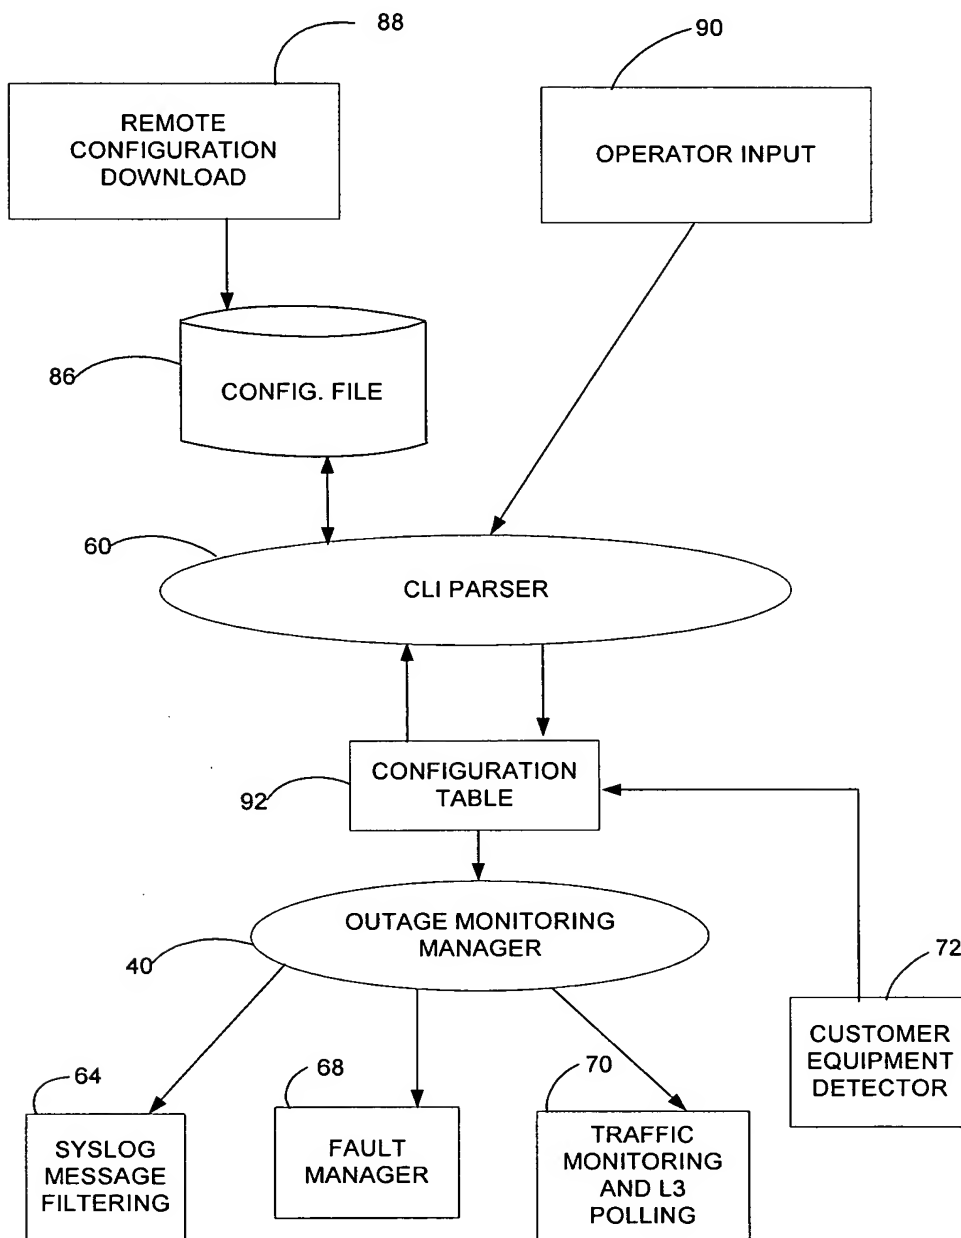 88
90
REMOTE
CONFIGURATION
DOWNLOAD
OPERATOR INPUT
86
CONFIG. FILE
60
CLI PARSER
92
CONFIGURATION
TABLE
OUTAGE MONITORING
MANAGER
40
72
CUSTOMER
EQUIPMENT
DETECTOR
64
SYSLOG
MESSAGE
FILTERING
68
FAULT
MANAGER
70
TRAFFIC
MONITORING
AND L3
POLLING